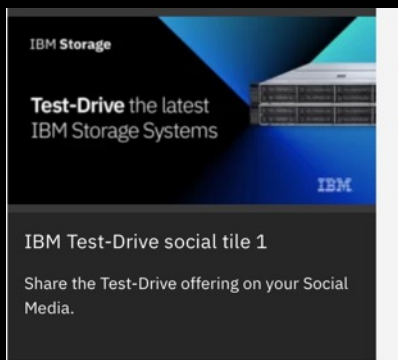 IBM Storage
Test-Drive the latest
IBM Storage Systems
IBM
IBM Test-Drive social tile 1
Share the Test-Drive offering on your Social
Media.